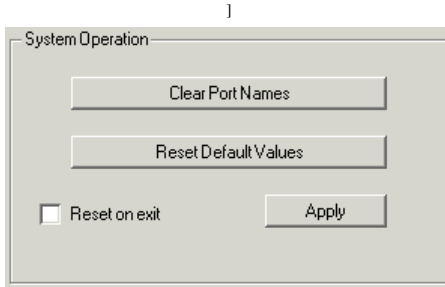 ]
System Operation
Clear Port Names
Reset Default Values
Reset on exit
Apply